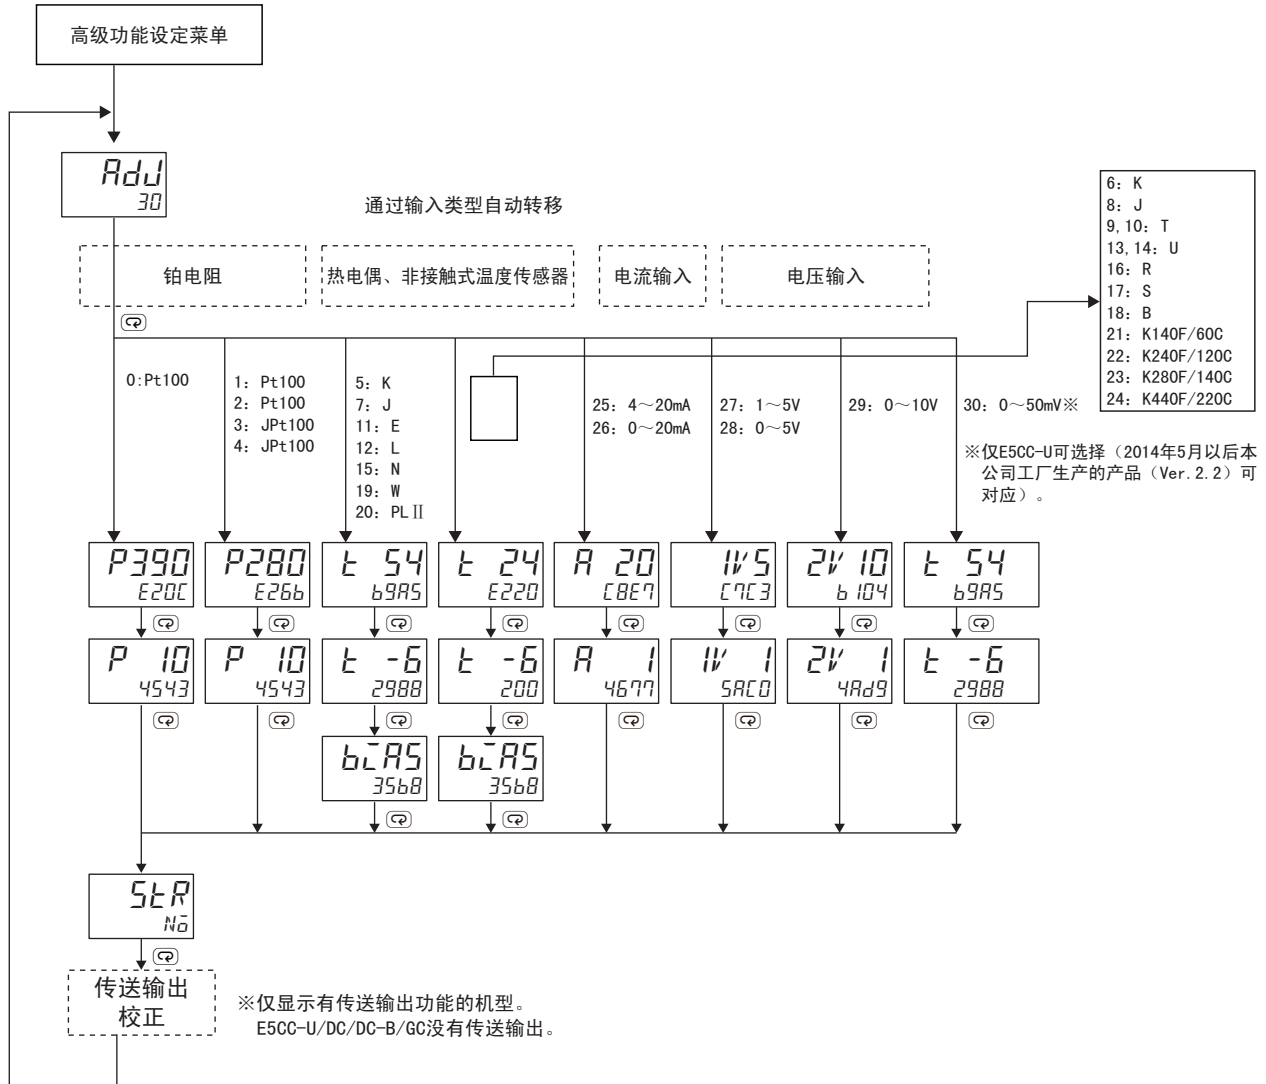 高级功能设定菜单
AdJ
30
通过输入类型自动转移
铂电阻
热电偶、非接触式温度传感器
电流输入
电压输入
6: K
8: J
9,10: T
13,14: U
16: R
17: S
18: B
21: K140F/60C
22: K240F/120C
23: K280F/140C
24: K440F/220C
0:Pt100
1: Pt100
2: Pt100
3: JPt100
4: JPt100
5: K
7: J
11: E
12: L
15: N
19: W
20: PLⅡ
25: 4～20mA
26: 0～20mA
27: 1～5V
28: 0～5V
29: 0～10V
30: 0～50mV※
※仅E5CC-U可选择（2014年5月以后本
公司工厂生产的产品（Ver.2.2）可
对应）。
P390
E20C
P280
E26b
t 54
b9A5
t 24
E220
A 20
C8E7
1V 5
C7C3
2V 10
b104
t 54
b9A5
P 10
4543
P 10
4543
t -6
2988
t -6
200
A 1
4677
1V 1
5AC0
2V 1
4Ad9
t -6
2988
biAS
35b8
biAS
35b8
StR
No
传送输出
校正
※仅显示有传送输出功能的机型。
E5CC-U/DC/DC-B/GC没有传送输出。